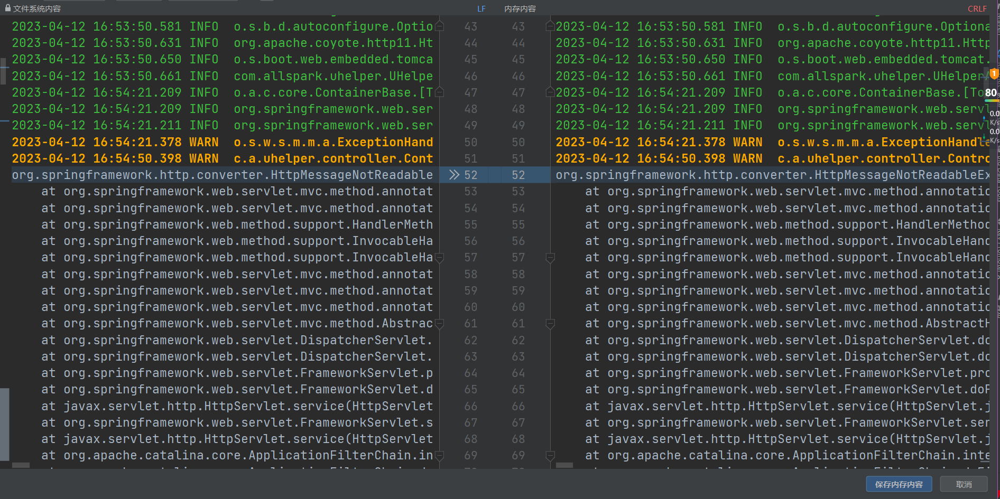 文件系统内容 LF 内存内容 CRLF
2023-04-12 16:53:50.581 INFO o.s.b.d.autoconfigure.Optio 43 43 2023-04-12 16:53:50.581 INFO o.s.b.d.autoconfigure.Optiona
2023-04-12 16:53:50.631 INFO org.apache.coyote.http11.Ht 44 44 2023-04-12 16:53:50.631 INFO org.apache.coyote.http11.Http
2023-04-12 16:53:50.650 INFO o.s.boot.web.embedded.tomca 45 45 2023-04-12 16:53:50.650 INFO o.s.boot.web.embedded.tomcat.
2023-04-12 16:53:50.661 INFO com.allspark.uhelper.UHelpe 46 46 2023-04-12 16:53:50.661 INFO com.allspark.uhelper.UHelperA
2023-04-12 16:54:21.209 INFO o.a.c.core.ContainerBase.[T 47 47 2023-04-12 16:54:21.209 INFO o.a.c.core.ContainerBase.[To
2023-04-12 16:54:21.209 INFO org.springframework.web.ser 48 48 2023-04-12 16:54:21.209 INFO org.springframework.web.servl
2023-04-12 16:54:21.211 INFO org.springframework.web.ser 49 49 2023-04-12 16:54:21.211 INFO org.springframework.web.servl
2023-04-12 16:54:21.378 WARN o.s.w.s.m.m.a.ExceptionHand 50 50 2023-04-12 16:54:21.378 WARN o.s.w.s.m.m.a.ExceptionHandle
2023-04-12 16:54:50.398 WARN c.a.uhelper.controller.Cont 51 51 2023-04-12 16:54:50.398 WARN c.a.uhelper.controller.Contro
org.springframework.http.converter.HttpMessageNotReadable 52 52 org.springframework.http.converter.HttpMessageNotReadableEx
at org.springframework.web.servlet.mvc.method.annotat 53 53 at org.springframework.web.servlet.mvc.method.annotatio
at org.springframework.web.servlet.mvc.method.annotat 54 54 at org.springframework.web.servlet.mvc.method.annotatio
at org.springframework.web.method.support.HandlerMeth 55 55 at org.springframework.web.method.support.HandlerMethod
at org.springframework.web.method.support.InvocableHa 56 56 at org.springframework.web.method.support.InvocableHand
at org.springframework.web.method.support.InvocableHa 57 57 at org.springframework.web.method.support.InvocableHand
at org.springframework.web.servlet.mvc.method.annotat 58 58 at org.springframework.web.servlet.mvc.method.annotatio
at org.springframework.web.servlet.mvc.method.annotat 59 59 at org.springframework.web.servlet.mvc.method.annotatio
at org.springframework.web.servlet.mvc.method.annotat 60 60 at org.springframework.web.servlet.mvc.method.annotatio
at org.springframework.web.servlet.mvc.method.Abstrac 61 61 at org.springframework.web.servlet.mvc.method.AbstractH
at org.springframework.web.servlet.DispatcherServlet. 62 62 at org.springframework.web.servlet.DispatcherServlet.do
at org.springframework.web.servlet.DispatcherServlet. 63 63 at org.springframework.web.servlet.DispatcherServlet.do
at org.springframework.web.servlet.FrameworkServlet.p 64 64 at org.springframework.web.servlet.FrameworkServlet.pro
at org.springframework.web.servlet.FrameworkServlet.d 65 65 at org.springframework.web.servlet.FrameworkServlet.doP
at javax.servlet.http.HttpServlet.service(HttpServlet 66 66 at javax.servlet.http.HttpServlet.service(HttpServlet.j
at org.springframework.web.servlet.FrameworkServlet.s 67 67 at org.springframework.web.servlet.FrameworkServlet.ser
at javax.servlet.http.HttpServlet.service(HttpServlet 68 68 at javax.servlet.http.HttpServlet.service(HttpServlet.j
at org.apache.catalina.core.ApplicationFilterChain.in 69 69 at org.apache.catalina.core.ApplicationFilterChain.inte
1
80
0.0
K/s
0.0
K/s
保存内存内容 取消